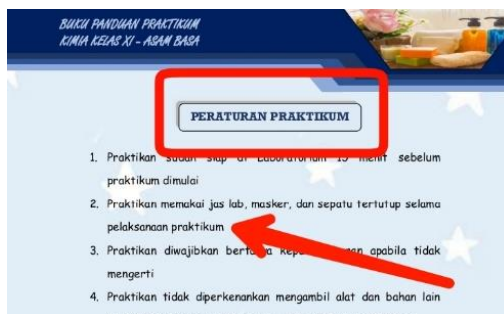 BUKU PANDUAN PRAKTIKUM
KIMIA KELAS XI - ASAM BASA
PERATURAN PRAKTIKUM
1. Praktikan sudah siap di Laboratorium 15 menit sebelum
praktikum dimulai
2. Praktikan memakai jas lab, masker, dan sepatu tertutup selama
pelaksanaan praktikum
3. Praktikan diwajibkan bertanya apabila tidak
mengerti
4. Praktikan tidak diperkenankan mengambil alat dan bahan lain